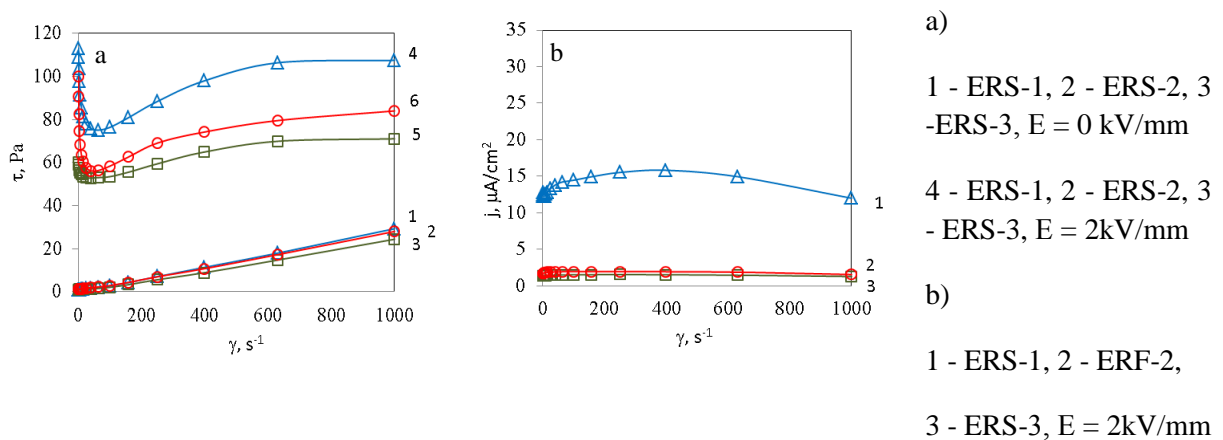 a
120
100
80
60
40
20
0
τ, Pa
4
6
5
1
2
3
0 200 400 600 800 1000
γ, s⁻¹
b
35
30
25
20
15
10
5
0
j, μA/cm²
1
2
3
0 200 400 600 800 1000
γ, s⁻¹
a)
1 - ERS-1, 2 - ERS-2, 3
-ERS-3, E = 0 kV/mm
4 - ERS-1, 2 - ERS-2, 3
- ERS-3, E = 2kV/mm
b)
1 - ERS-1, 2 - ERF-2,
3 - ERS-3, E = 2kV/mm